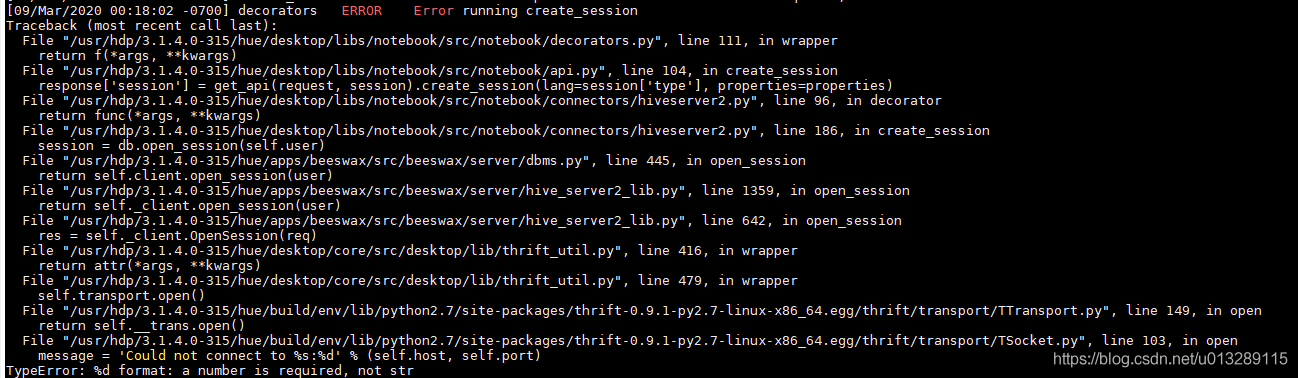 [09/Mar/2020 00:18:02 -0700] decorators   ERROR    Error running create_session
Traceback (most recent call last):
  File "/usr/hdp/3.1.4.0-315/hue/desktop/libs/notebook/src/notebook/decorators.py", line 111, in wrapper
    return f(*args, **kwargs)
  File "/usr/hdp/3.1.4.0-315/hue/desktop/libs/notebook/src/notebook/api.py", line 104, in create_session
    response['session'] = get_api(request, session).create_session(lang=session['type'], properties=properties)
  File "/usr/hdp/3.1.4.0-315/hue/desktop/libs/notebook/src/notebook/connectors/hiveserver2.py", line 96, in decorator
    return func(*args, **kwargs)
  File "/usr/hdp/3.1.4.0-315/hue/desktop/libs/notebook/src/notebook/connectors/hiveserver2.py", line 186, in create_session
    session = db.open_session(self.user)
  File "/usr/hdp/3.1.4.0-315/hue/apps/beeswax/src/beeswax/server/dbms.py", line 445, in open_session
    return self.client.open_session(user)
  File "/usr/hdp/3.1.4.0-315/hue/apps/beeswax/src/beeswax/server/hive_server2_lib.py", line 1359, in open_session
    return self._client.open_session(user)
  File "/usr/hdp/3.1.4.0-315/hue/apps/beeswax/src/beeswax/server/hive_server2_lib.py", line 642, in open_session
    res = self._client.OpenSession(req)
  File "/usr/hdp/3.1.4.0-315/hue/desktop/core/src/desktop/lib/thrift_util.py", line 416, in wrapper
    return attr(*args, **kwargs)
  File "/usr/hdp/3.1.4.0-315/hue/desktop/core/src/desktop/lib/thrift_util.py", line 479, in wrapper
    self.transport.open()
  File "/usr/hdp/3.1.4.0-315/hue/build/env/lib/python2.7/site-packages/thrift-0.9.1-py2.7-linux-x86_64.egg/thrift/transport/TTransport.py", line 149, in open
    return self.__trans.open()
  File "/usr/hdp/3.1.4.0-315/hue/build/env/lib/python2.7/site-packages/thrift-0.9.1-py2.7-linux-x86_64.egg/thrift/transport/TSocket.py", line 103, in open
    message = 'Could not connect to %s:%d' % (self.host, self.port)
TypeError: %d format: a number is required, not str
https://blog.csdn.net/u013289115